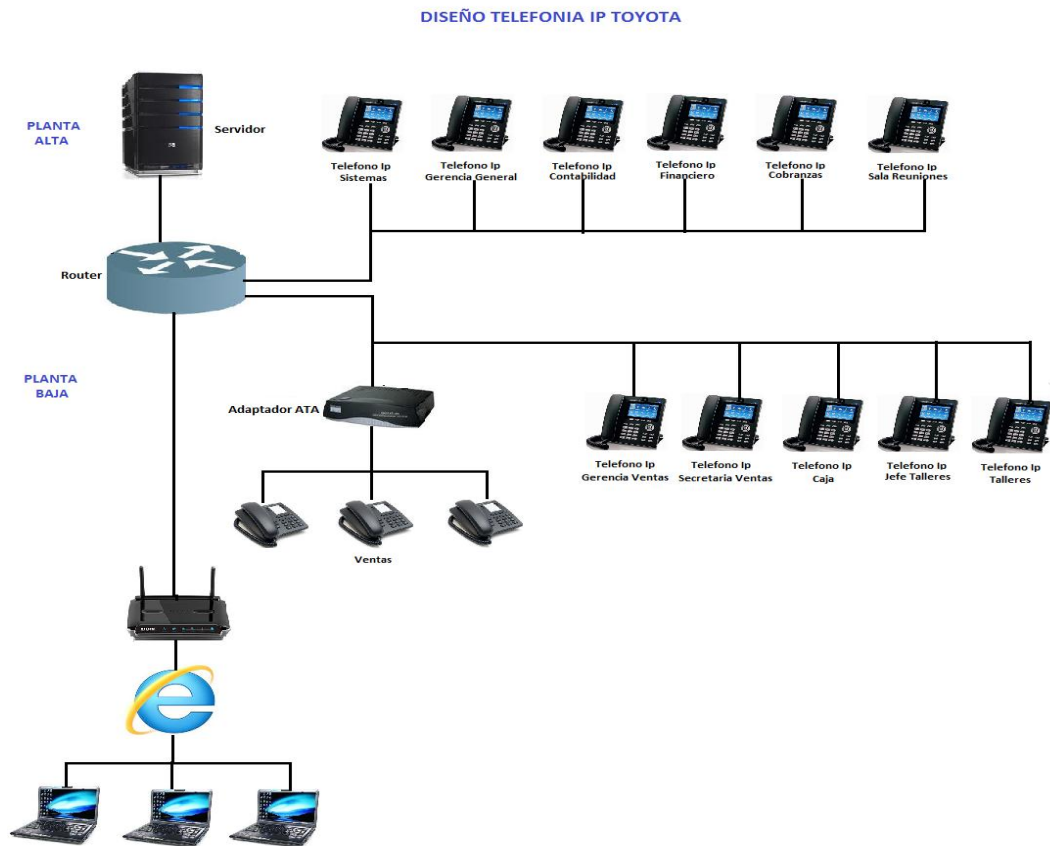 DISEÑO TELEFONIA IP TOYOTA
PLANTA
ALTA
Servidor
Telefono Ip
Sistemas
Telefono Ip
Gerencia General
Telefono Ip
Contabilidad
Telefono Ip
Financiero
Telefono Ip
Cobranzas
Telefono Ip
Sala Reuniones
Router
PLANTA
BAJA
Adaptador ATA
Telefono Ip
Gerencia Ventas
Telefono Ip
Secretaria Ventas
Telefono Ip
Caja
Telefono Ip
Jefe Talleres
Telefono Ip
Talleres
Ventas